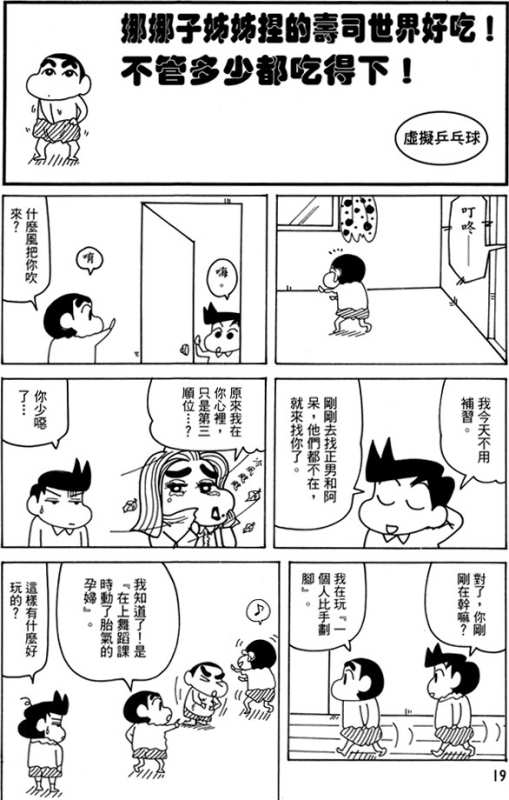 娜娜子姊姊捏的壽司世界好吃！
不管多少都吃得下！
虛擬乒乓球
叮咚──
嗨。
唷
什麼風把你吹
來？
我今天不用
補習。
剛剛去找正男和阿
呆，他們都不在，
就來找你了。
原來我在
你心裡，
只是第三
順位…？
你少噁
了…
對了，你剛
剛在幹嘛？
我在玩『一
個人比手劃
腳』。
♪
我知道了！是
『在上舞蹈課
時動了胎氣的
孕婦』。
這樣有什麼好
玩的？
19